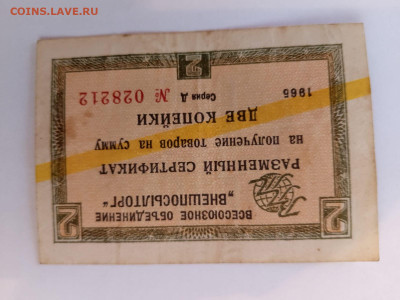 COINS.LAVE.RU
ВСЕСОЮЗНОЕ ОБЪЕДИНЕНИЕ
„ВНЕШПОСЫЛТОРГ"
РАЗМЕННЫЙ СЕРТИФИКАТ
на получение товаров на сумму
ДВЕ КОПЕЙКИ
1965
Серия Д
№ 028212
2
2
2